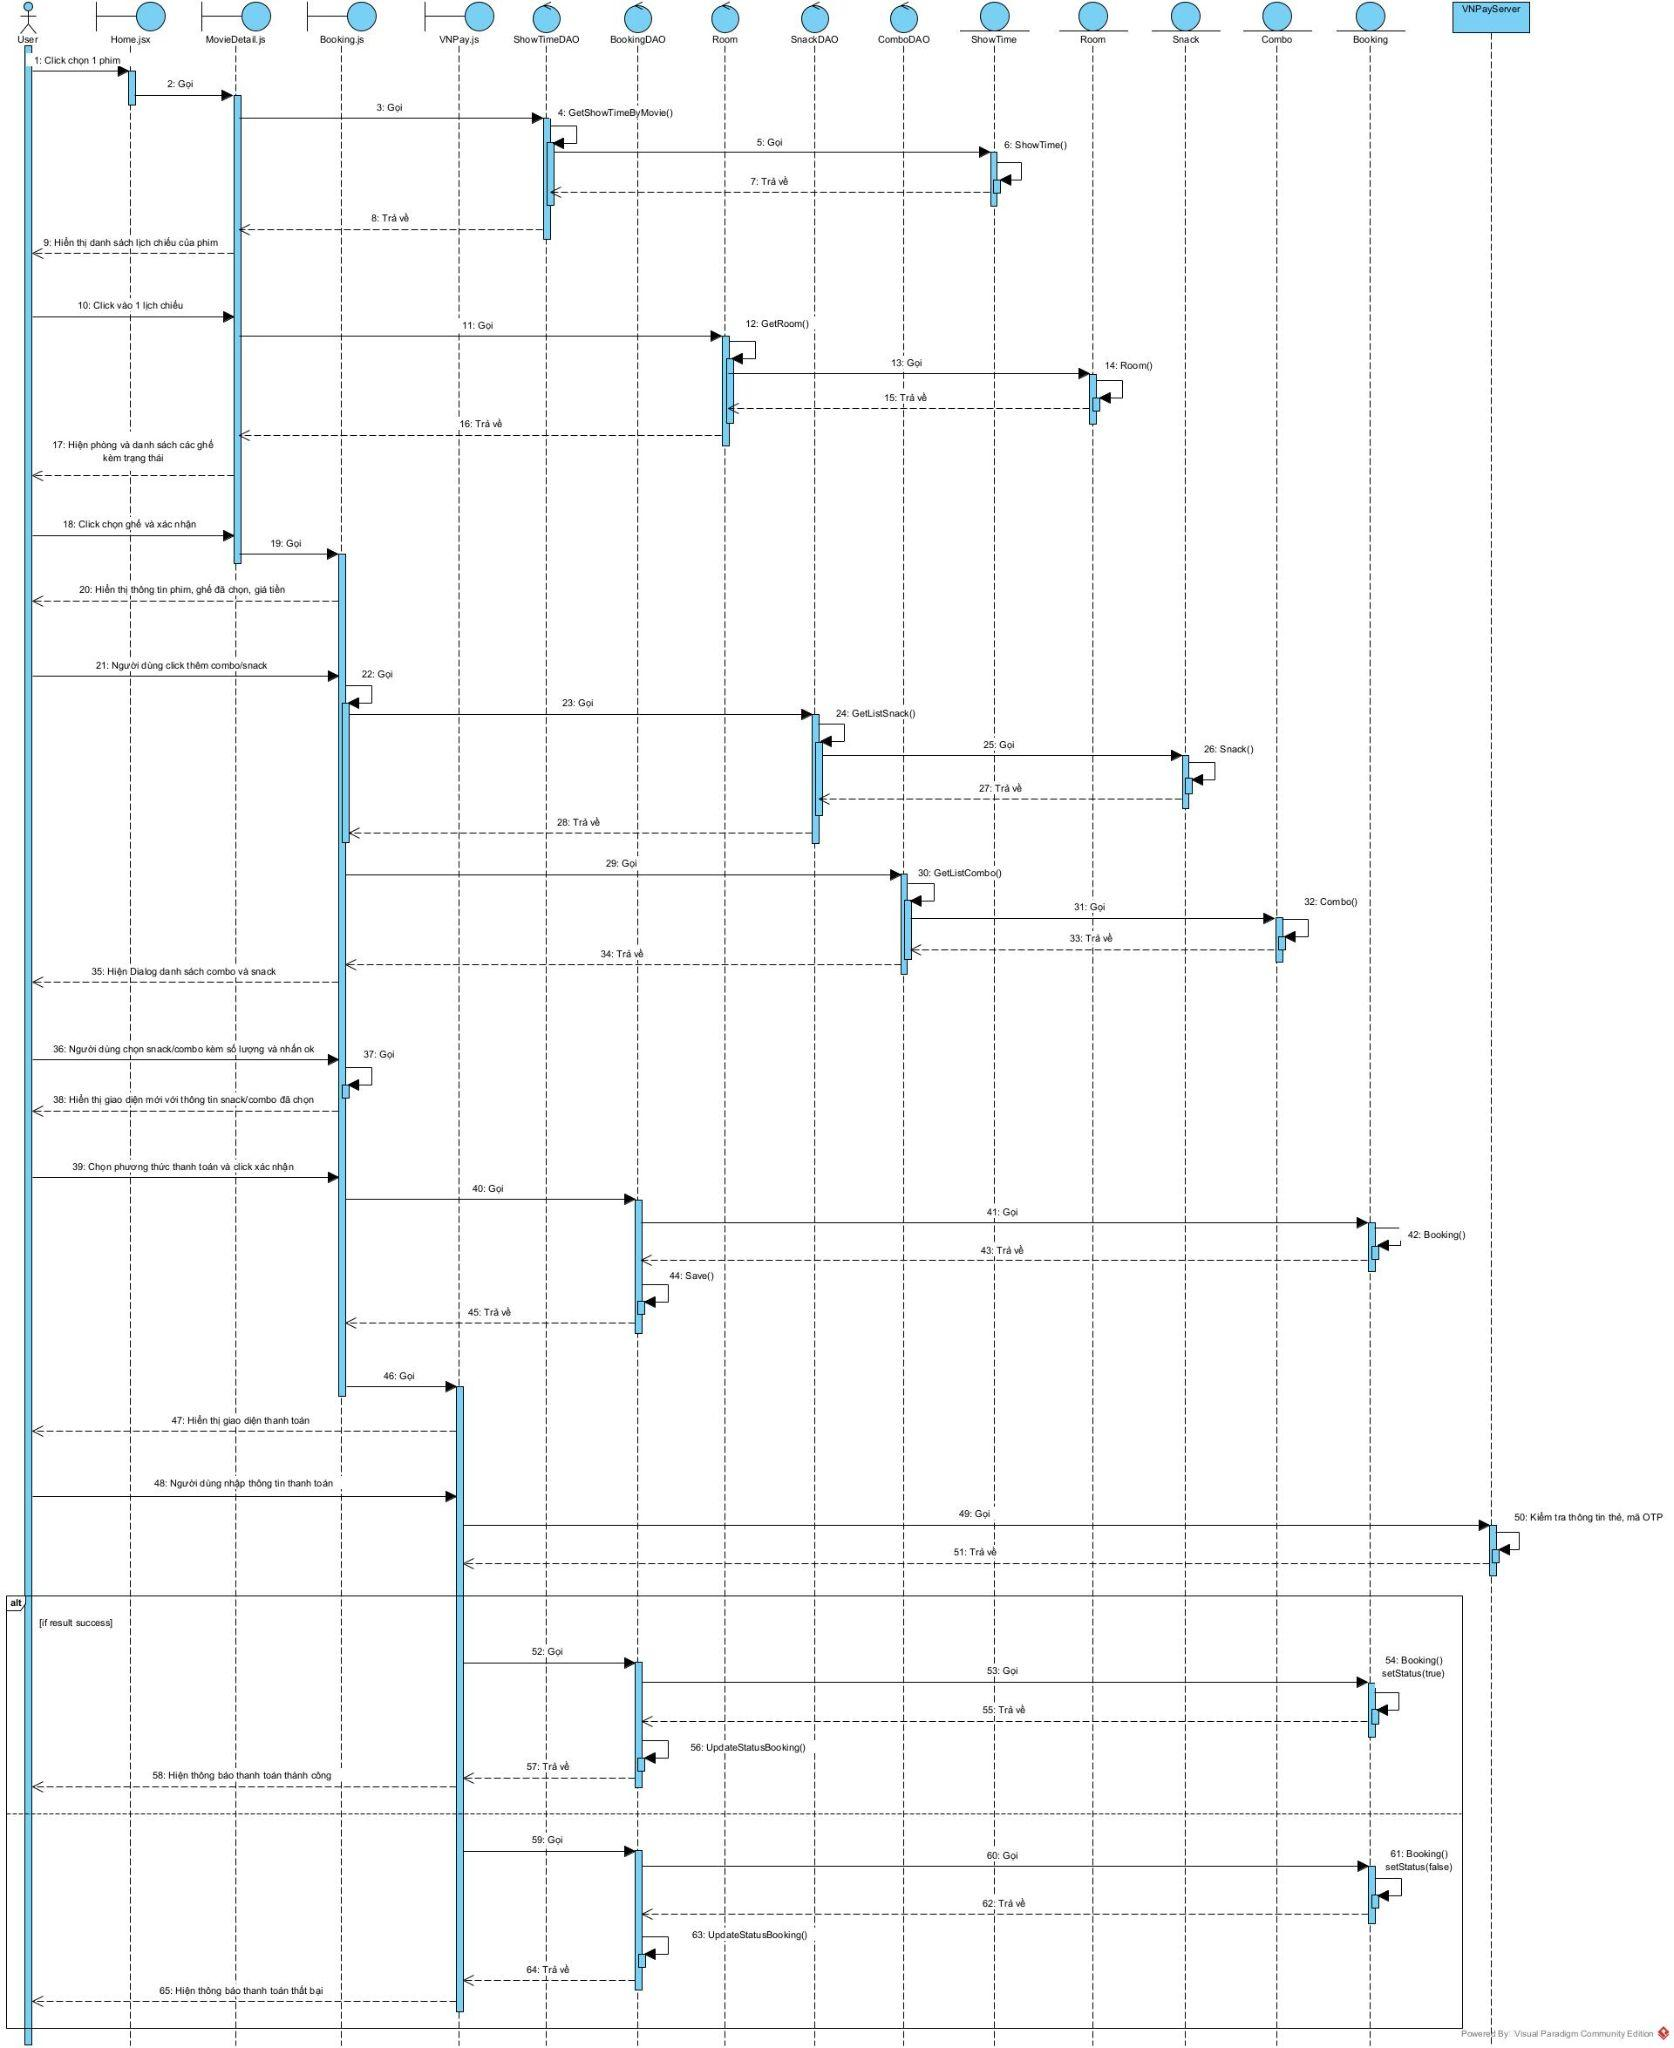 User
Home.jsx
MovieDetail.js
Booking.js
VNPay.js
ShowTimeDAO
BookingDAO
Room
SnackDAO
ComboDAO
ShowTime
Room
Snack
Combo
Booking
VNPayServer
1: Click chọn 1 phim
2: Gọi
3: Gọi
4: GetShowTimeByMovie()
5: Gọi
6: ShowTime()
7: Trả về
8: Trả về
9: Hiển thị danh sách lịch chiếu của phim
10: Click vào 1 lịch chiếu
11: Gọi
12: GetRoom()
13: Gọi
14: Room()
15: Trả về
16: Trả về
17: Hiện phòng và danh sách các ghế
kèm trạng thái
18: Click chọn ghế và xác nhận
19: Gọi
20: Hiển thị thông tin phim, ghế đã chọn, giá tiền
21: Người dùng click thêm combo/snack
22: Gọi
23: Gọi
24: GetListSnack()
25: Gọi
26: Snack()
27: Trả về
28: Trả về
29: Gọi
30: GetListCombo()
31: Gọi
32: Combo()
33: Trả về
34: Trả về
35: Hiện Dialog danh sách combo và snack
36: Người dùng chọn snack/combo kèm số lượng và nhấn ok
37: Gọi
38: Hiển thị giao diện mới với thông tin snack/combo đã chọn
39: Chọn phương thức thanh toán và click xác nhận
40: Gọi
41: Gọi
42: Booking()
43: Trả về
44: Save()
45: Trả về
46: Gọi
47: Hiển thị giao diện thanh toán
48: Người dùng nhập thông tin thanh toán
49: Gọi
50: Kiểm tra thông tin thẻ, mã OTP
51: Trả về
alt
[if result success]
52: Gọi
53: Gọi
54: Booking()
setStatus(true)
55: Trả về
56: UpdateStatusBooking()
57: Trả về
58: Hiện thông báo thanh toán thành công
59: Gọi
60: Gọi
61: Booking()
setStatus(false)
62: Trả về
63: UpdateStatusBooking()
64: Trả về
65: Hiện thông báo thanh toán thất bại
Powered By: Visual Paradigm Community Edition